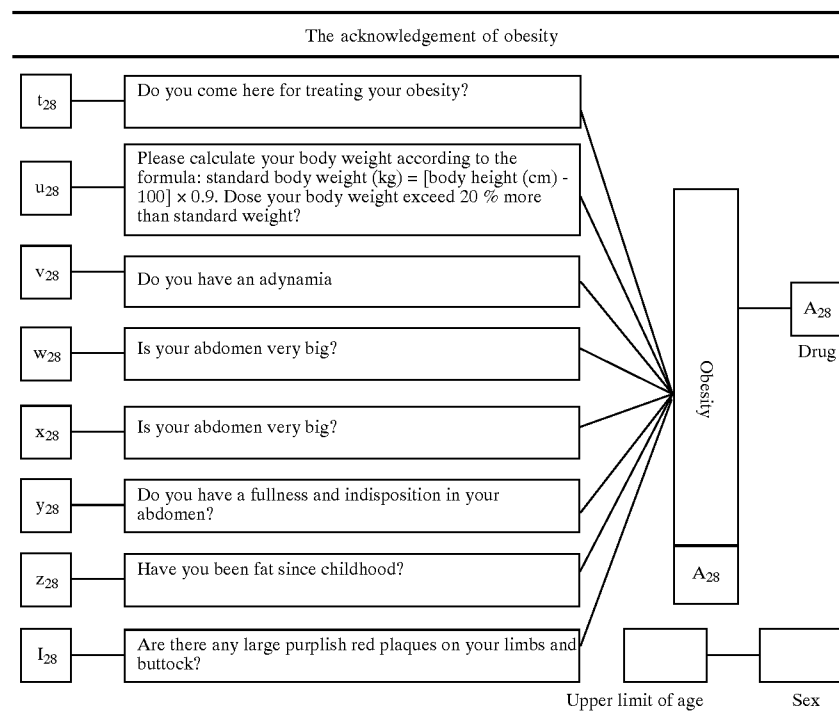 The acknowledgement of obesity
t28
Do you come here for treating your obesity?
u28
Please calculate your body weight according to the
formula: standard body weight (kg) = [body height (cm) -
100] × 0.9. Dose your body weight exceed 20 % more
than standard weight?
v28
Do you have an adynamia
w28
Is your abdomen very big?
x28
Is your abdomen very big?
y28
Do you have a fullness and indisposition in your
abdomen?
z28
Have you been fat since childhood?
I28
Are there any large purplish red plaques on your limbs and
buttock?
Obesity
A28
A28
Drug
Upper limit of age
Sex